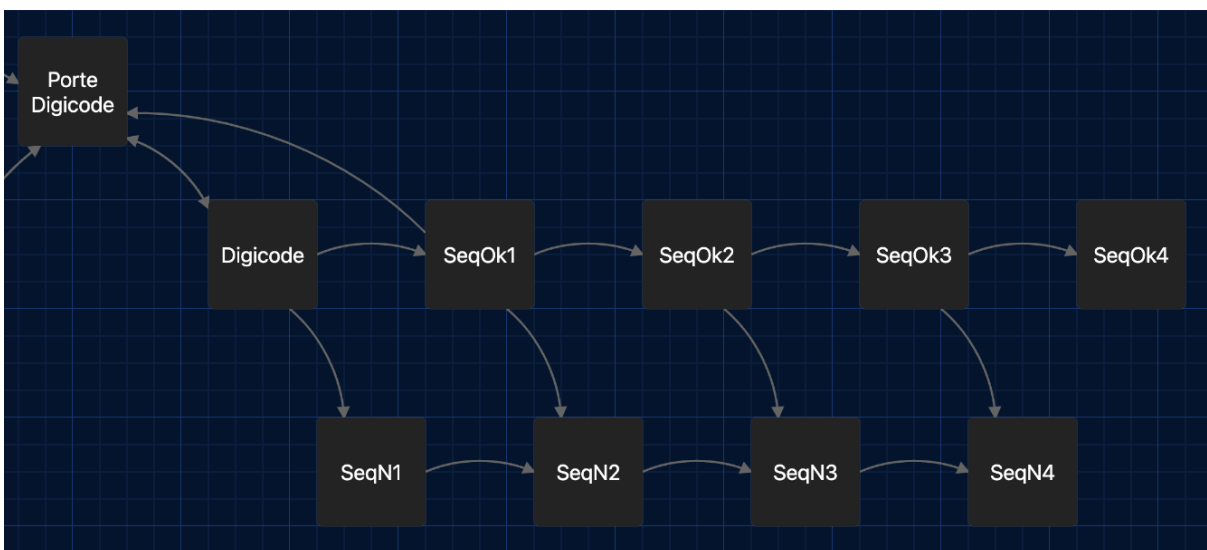 Porte
Digicode
Digicode
SeqOk1
SeqOk2
SeqOk3
SeqOk4
SeqN1
SeqN2
SeqN3
SeqN4